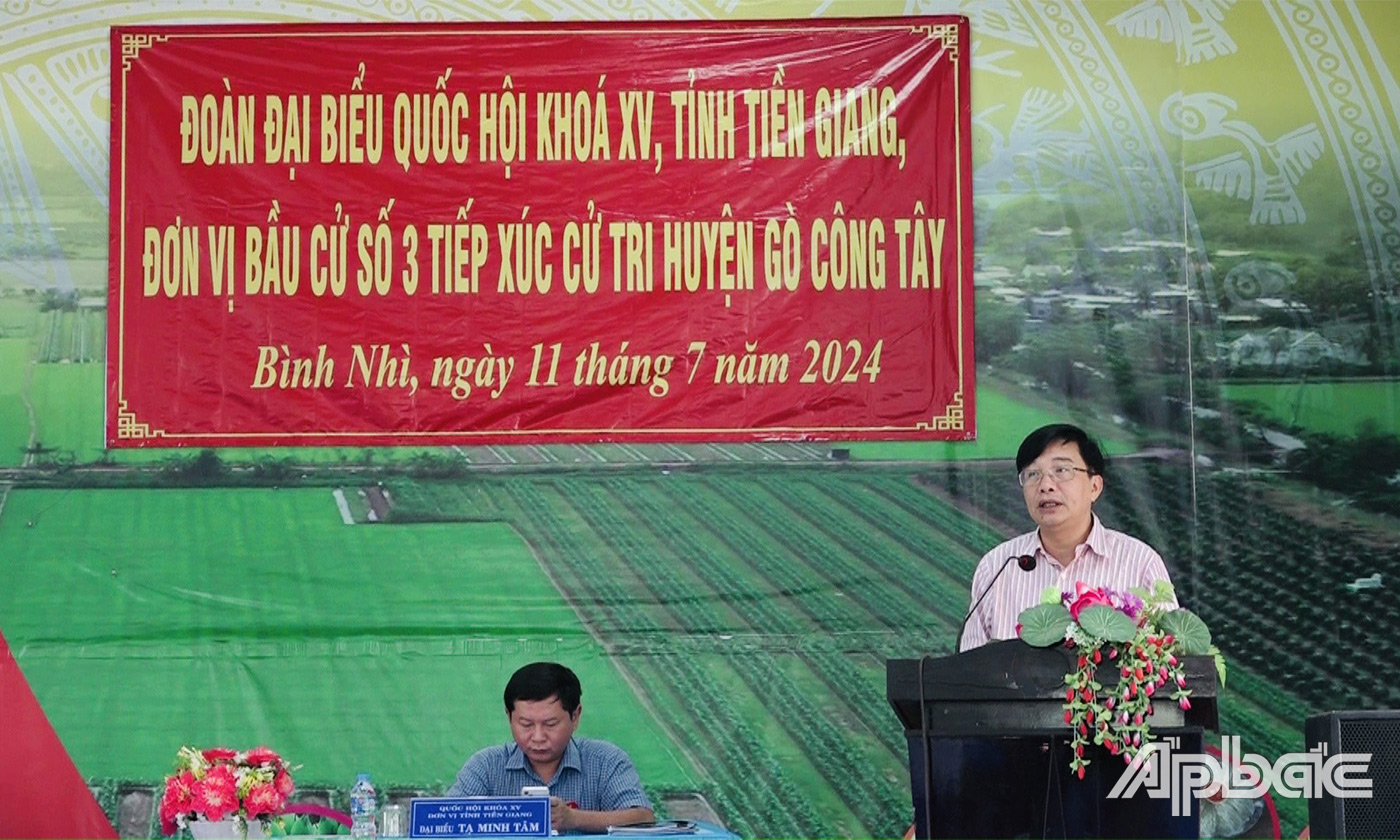 ĐOÀN ĐẠI BIỂU QUỐC HỘI KHOÁ XV, TỈNH TIỀN GIANG,
ĐƠN VỊ BẦU CỬ SỐ 3 TIẾP XÚC CỬ TRI HUYỆN GÒ CÔNG TÂY
Bình Nhì, ngày 11 tháng 7 năm 2024
QUỐC HỘI KHÓA XV
ĐƠN VỊ TỈNH TIỀN GIANG
ĐẠI BIỂU TẠ MINH TÂM
Apbắc